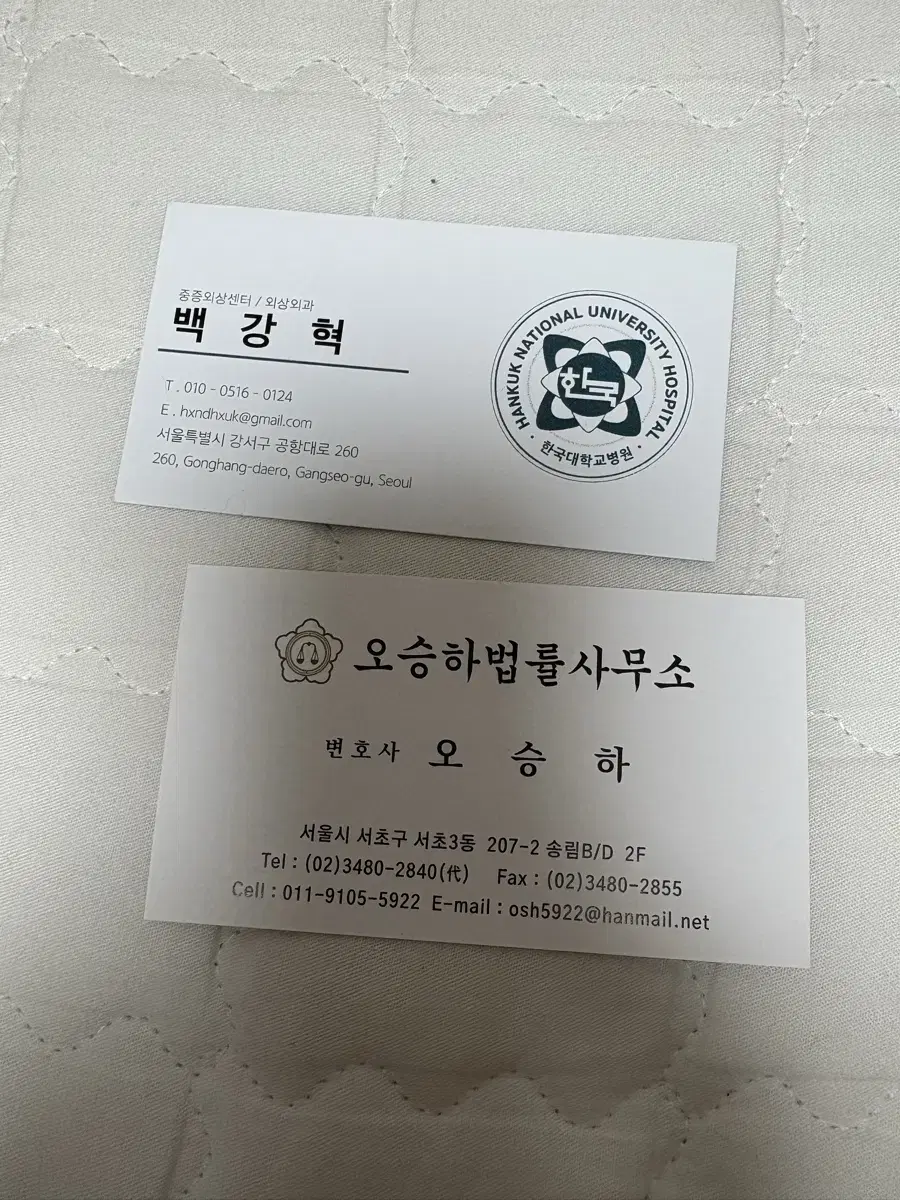 중증외상센터 / 외상외과
백 강 혁
T . 010 - 0516 - 0124
E . hxndhxuk@gmail.com
서울특별시 강서구 공항대로 260
260, Gonghang-daero, Gangseo-gu, Seoul
HANKUK NATIONAL UNIVERSITY HOSPITAL
한국
· 한국대학교병원 ·
오승하법률사무소
변호사 오 승 하
서울시 서초구 서초3동 207-2 송림B/D 2F
Tel : (02)3480-2840(代) Fax : (02)3480-2855
Cell : 011-9105-5922 E-mail : osh5922@hanmail.net